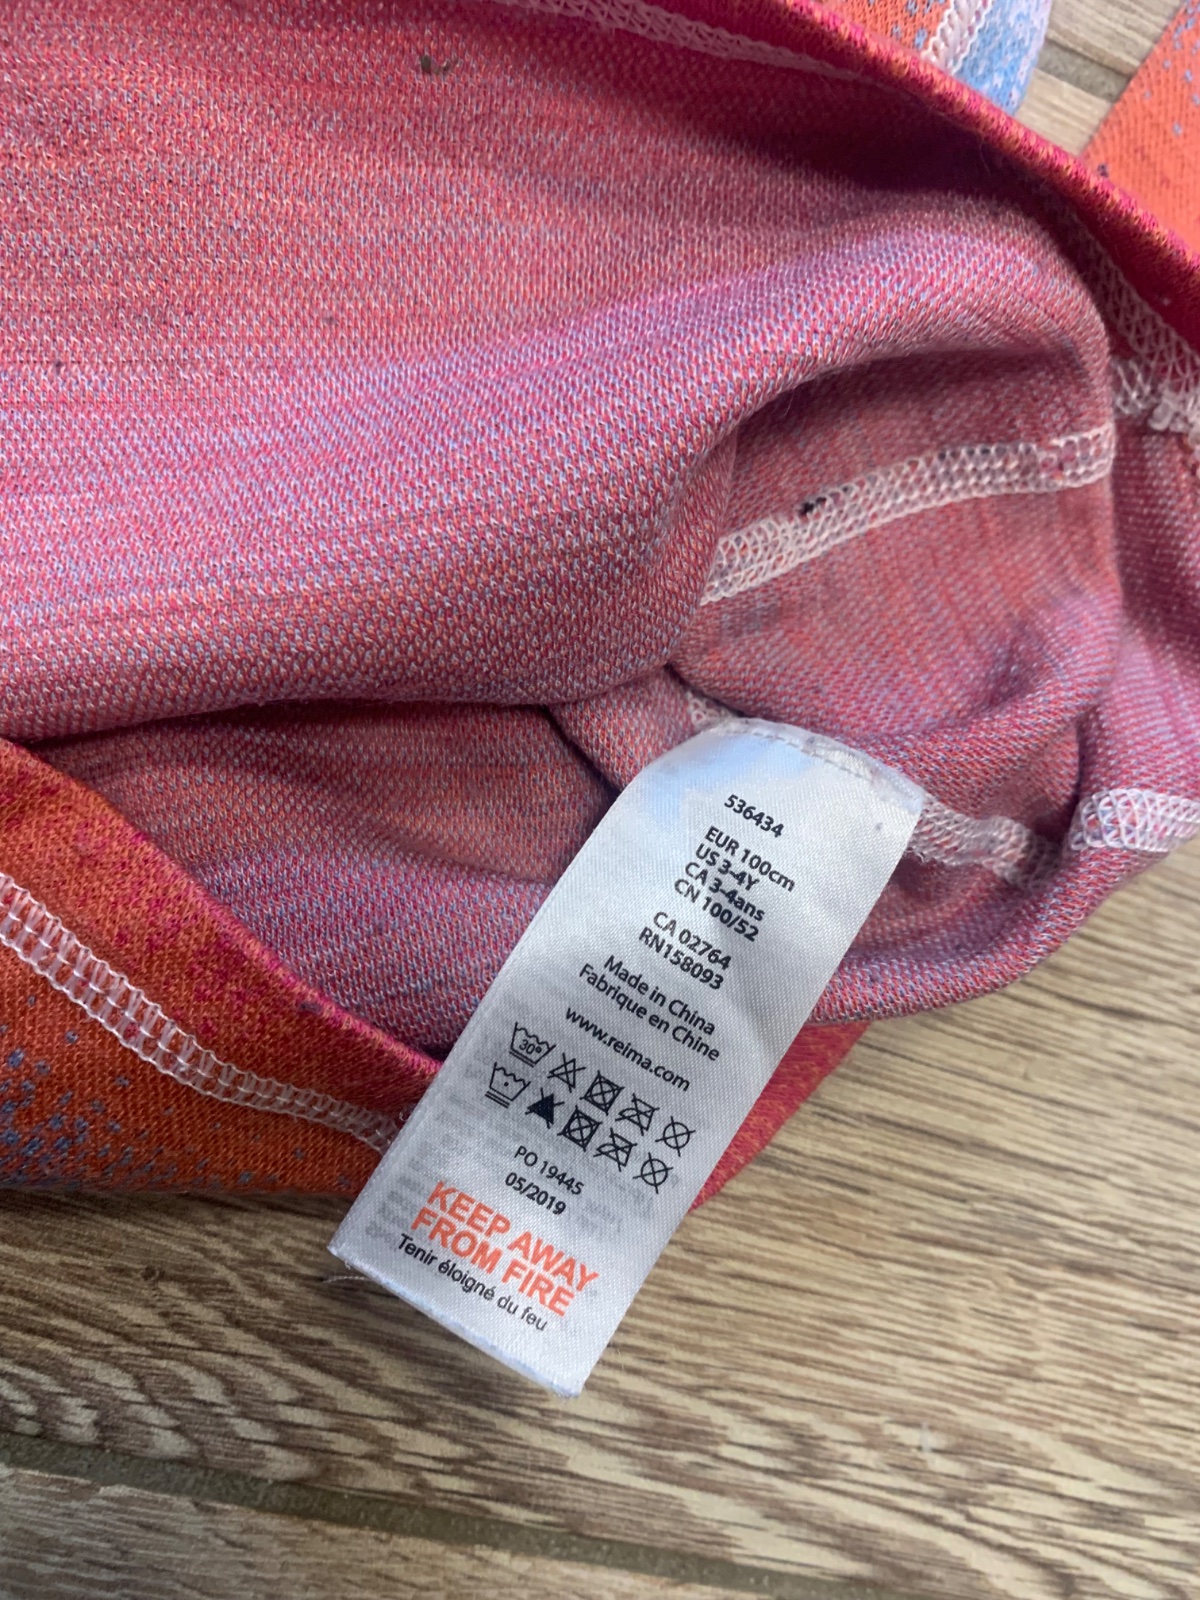 536434
EUR 100cm
US 3-4Y
CA 3-4ans
CN 100/52
CA 02764
RN158093
Made in China
Fabrique en Chine
www.reima.com
30°
PO 19445
05/2019
KEEP AWAY
FROM FIRE
Tenir éloigné du feu